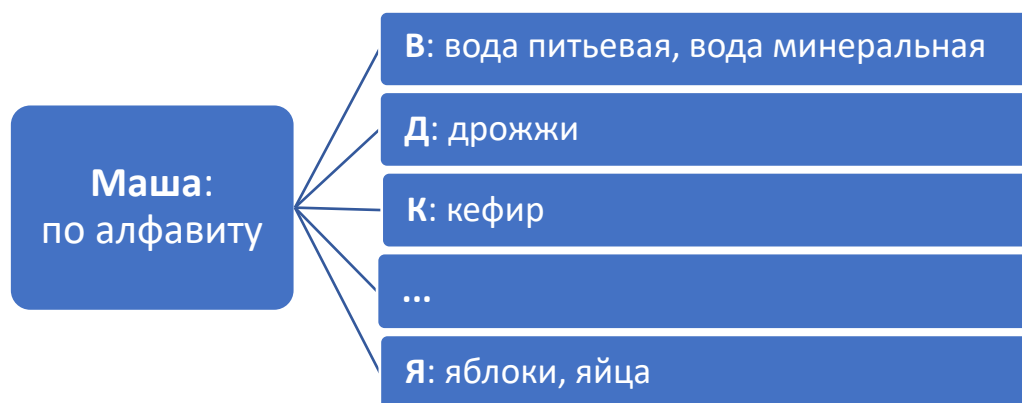 Маша:
по алфавиту
В: вода питьевая, вода минеральная
Д: дрожжи
К: кефир
...
Я: яблоки, яйца